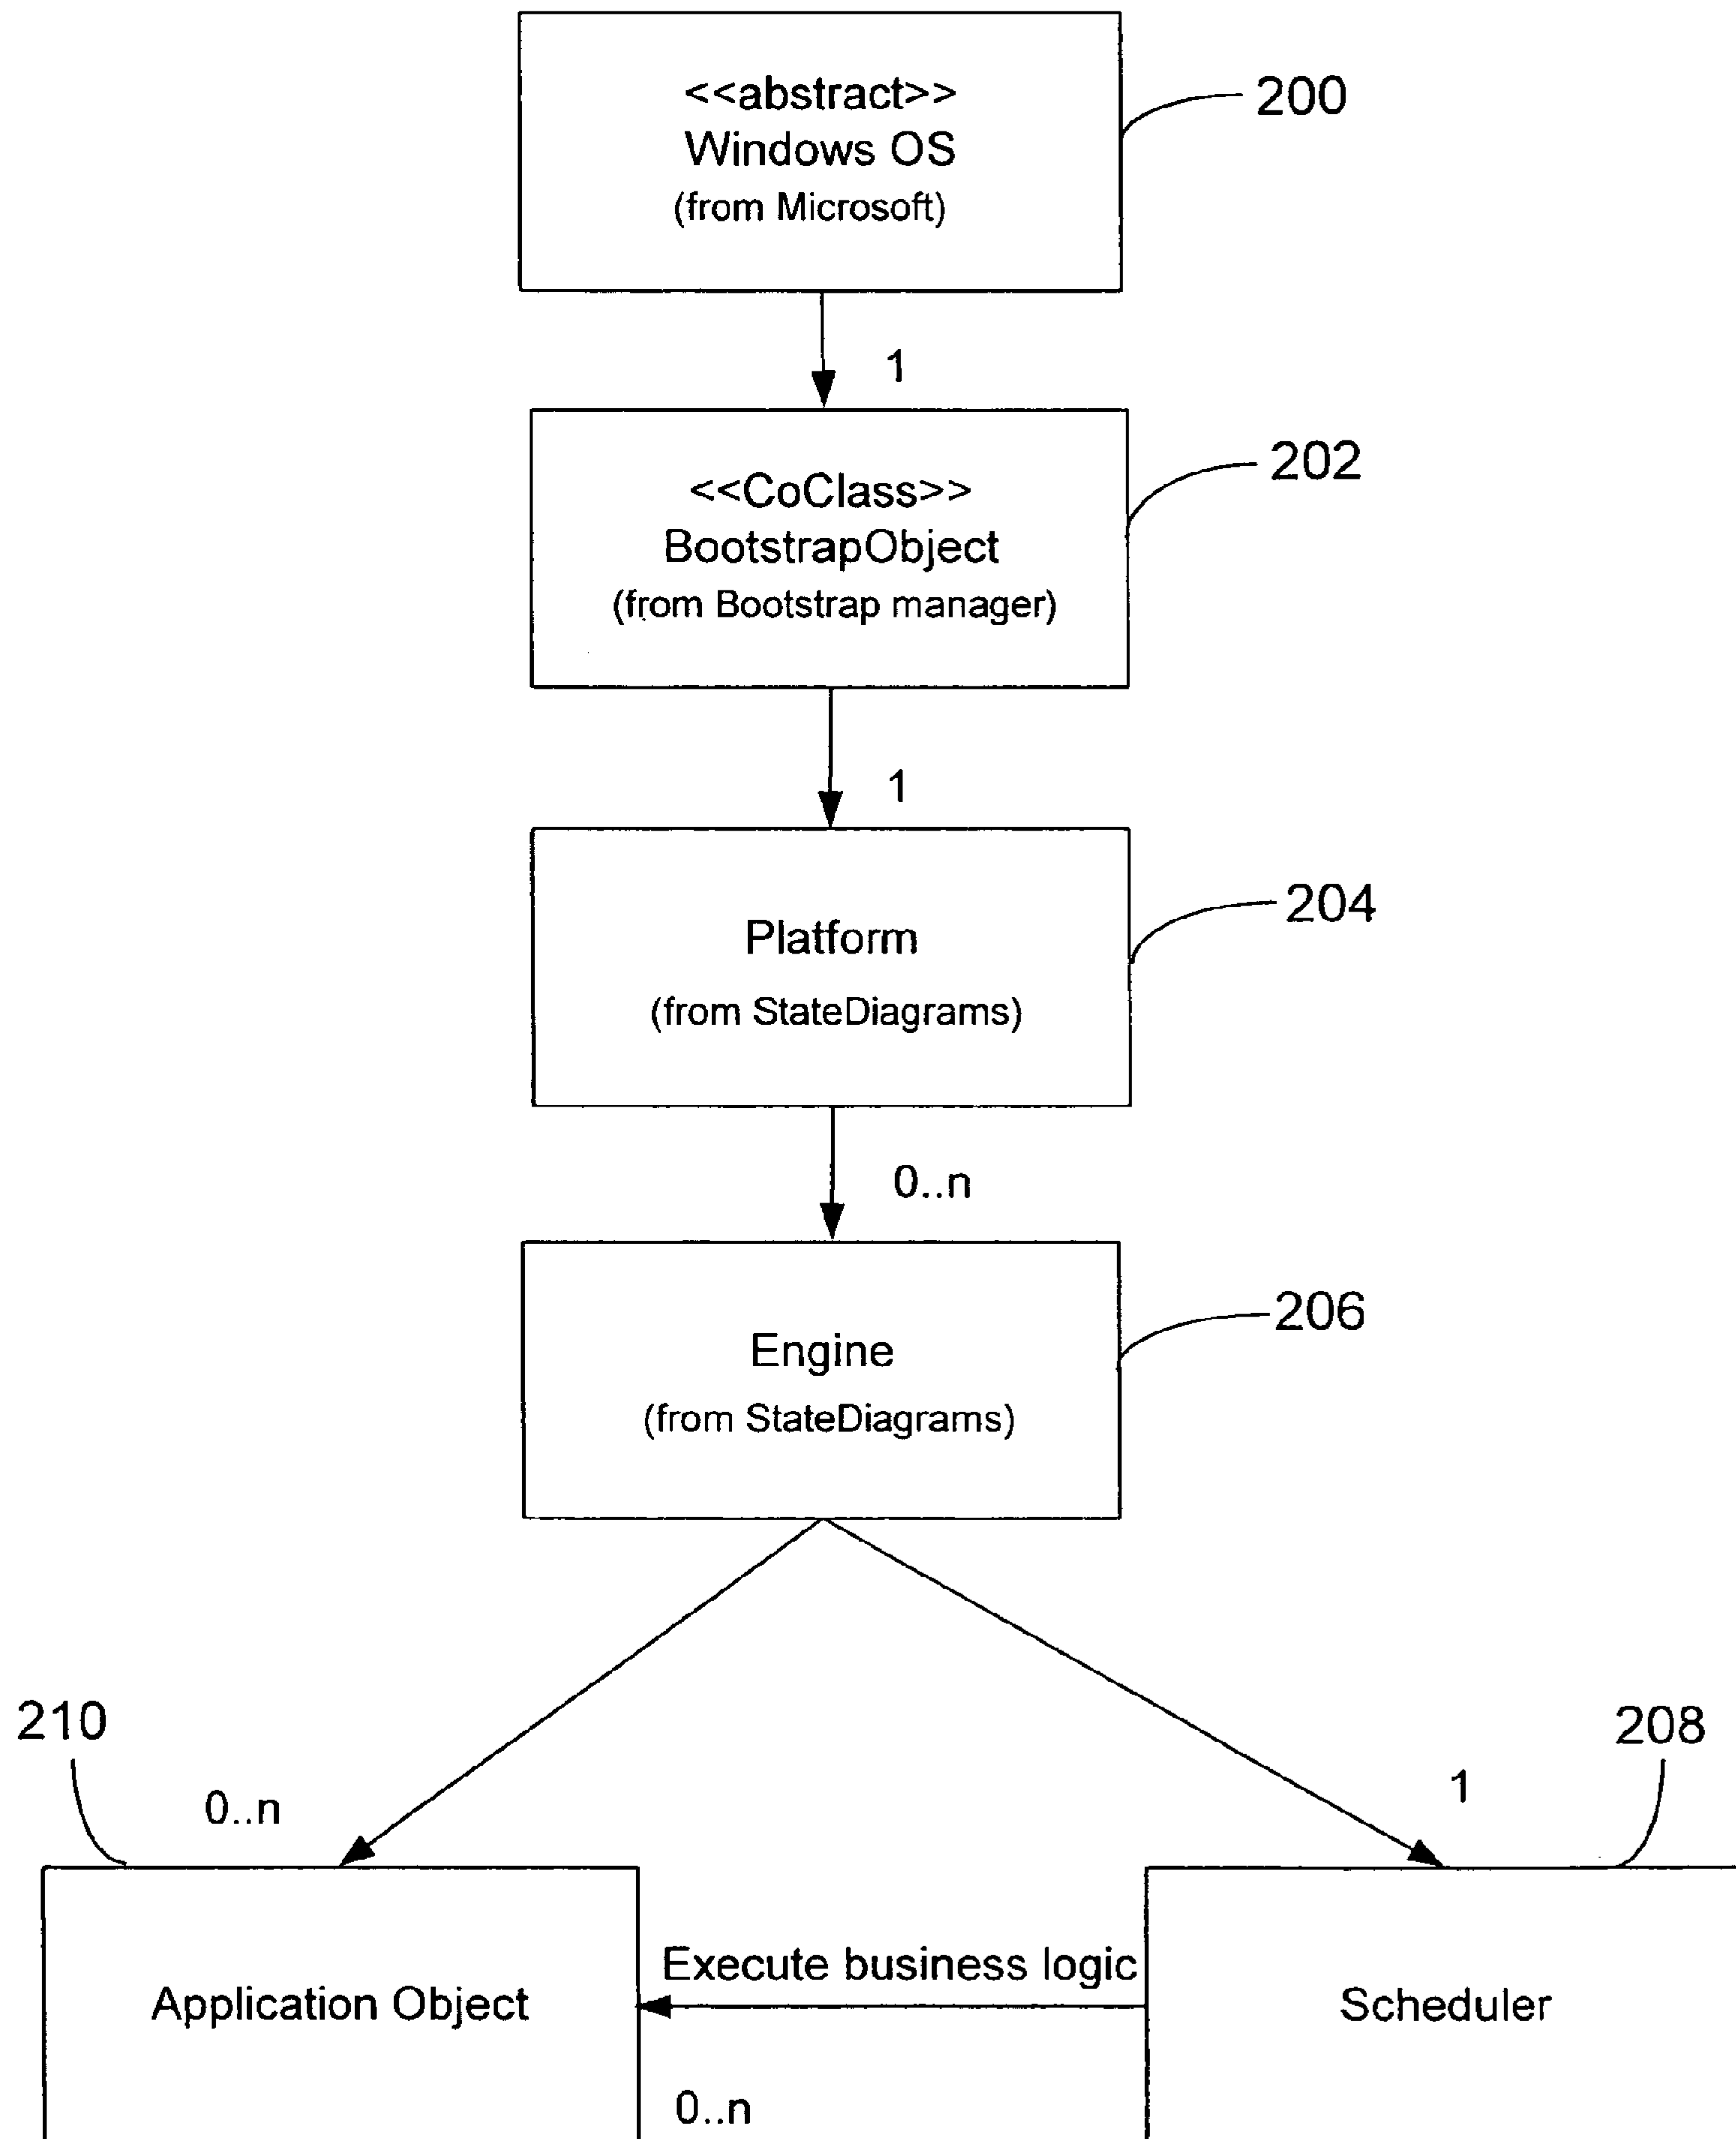 <<abstract>>
Windows OS
(from Microsoft)
200
1
<<CoClass>>
BootstrapObject
(from Bootstrap manager)
202
1
Platform
(from StateDiagrams)
204
0..n
Engine
(from StateDiagrams)
206
210
208
0..n
1
Application Object
Execute business logic
Scheduler
0..n